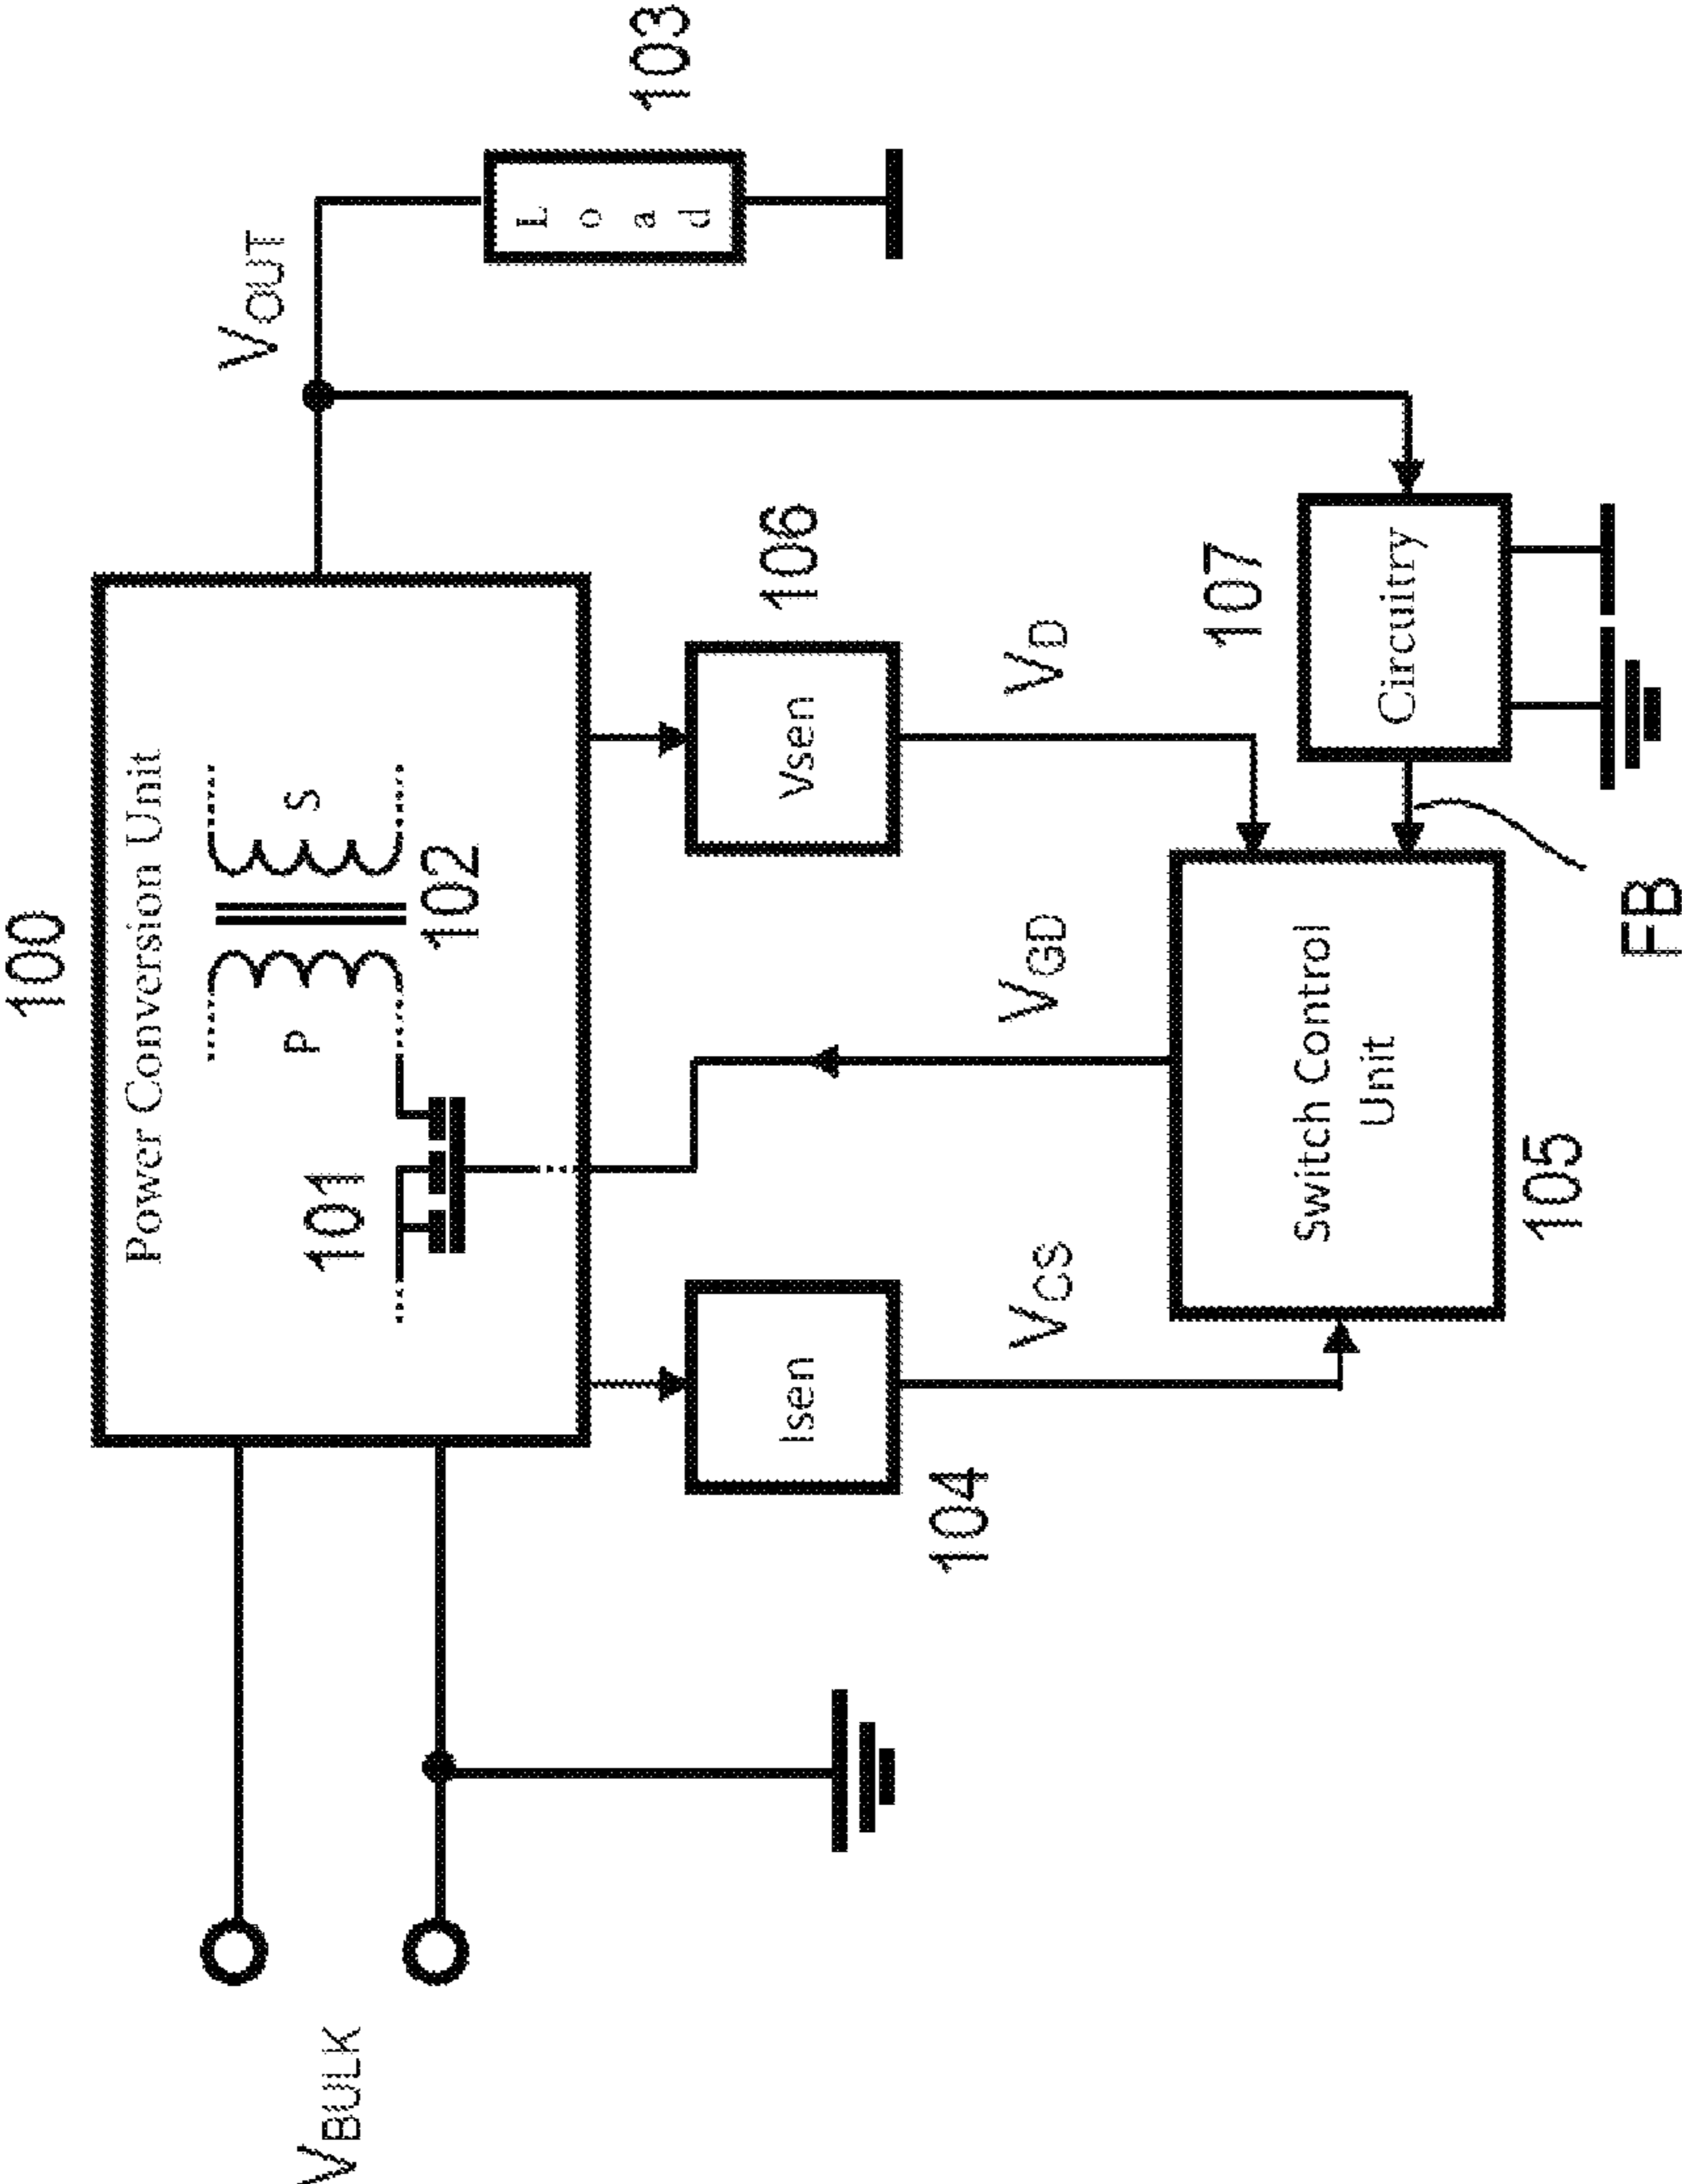 100
Power Conversion Unit
P
S
101
102
VBULK
VOUT
L
o
a
d
103
Isen
104
Vsen
106
VCS
VGD
VD
Switch Control
Unit
105
107
Circuitry
FB